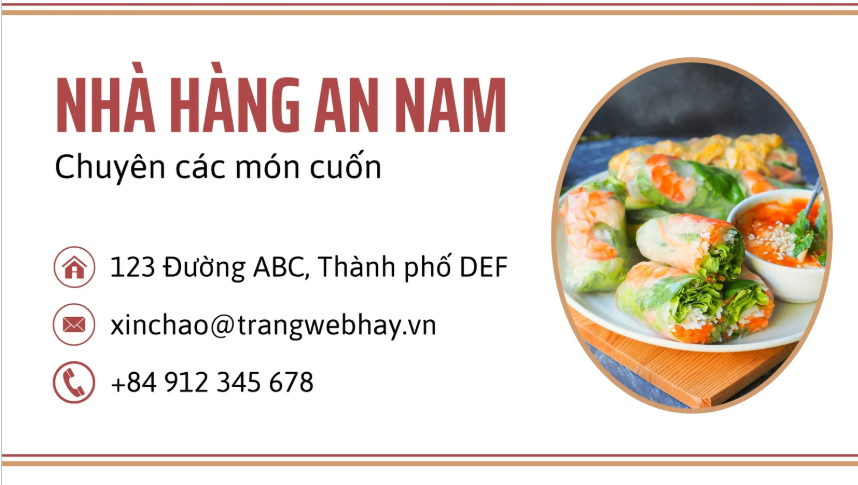 NHÀ HÀNG AN NAM
Chuyên các món cuốn
123 Đường ABC, Thành phố DEF
xinchao@trangwebhay.vn
+84 912 345 678